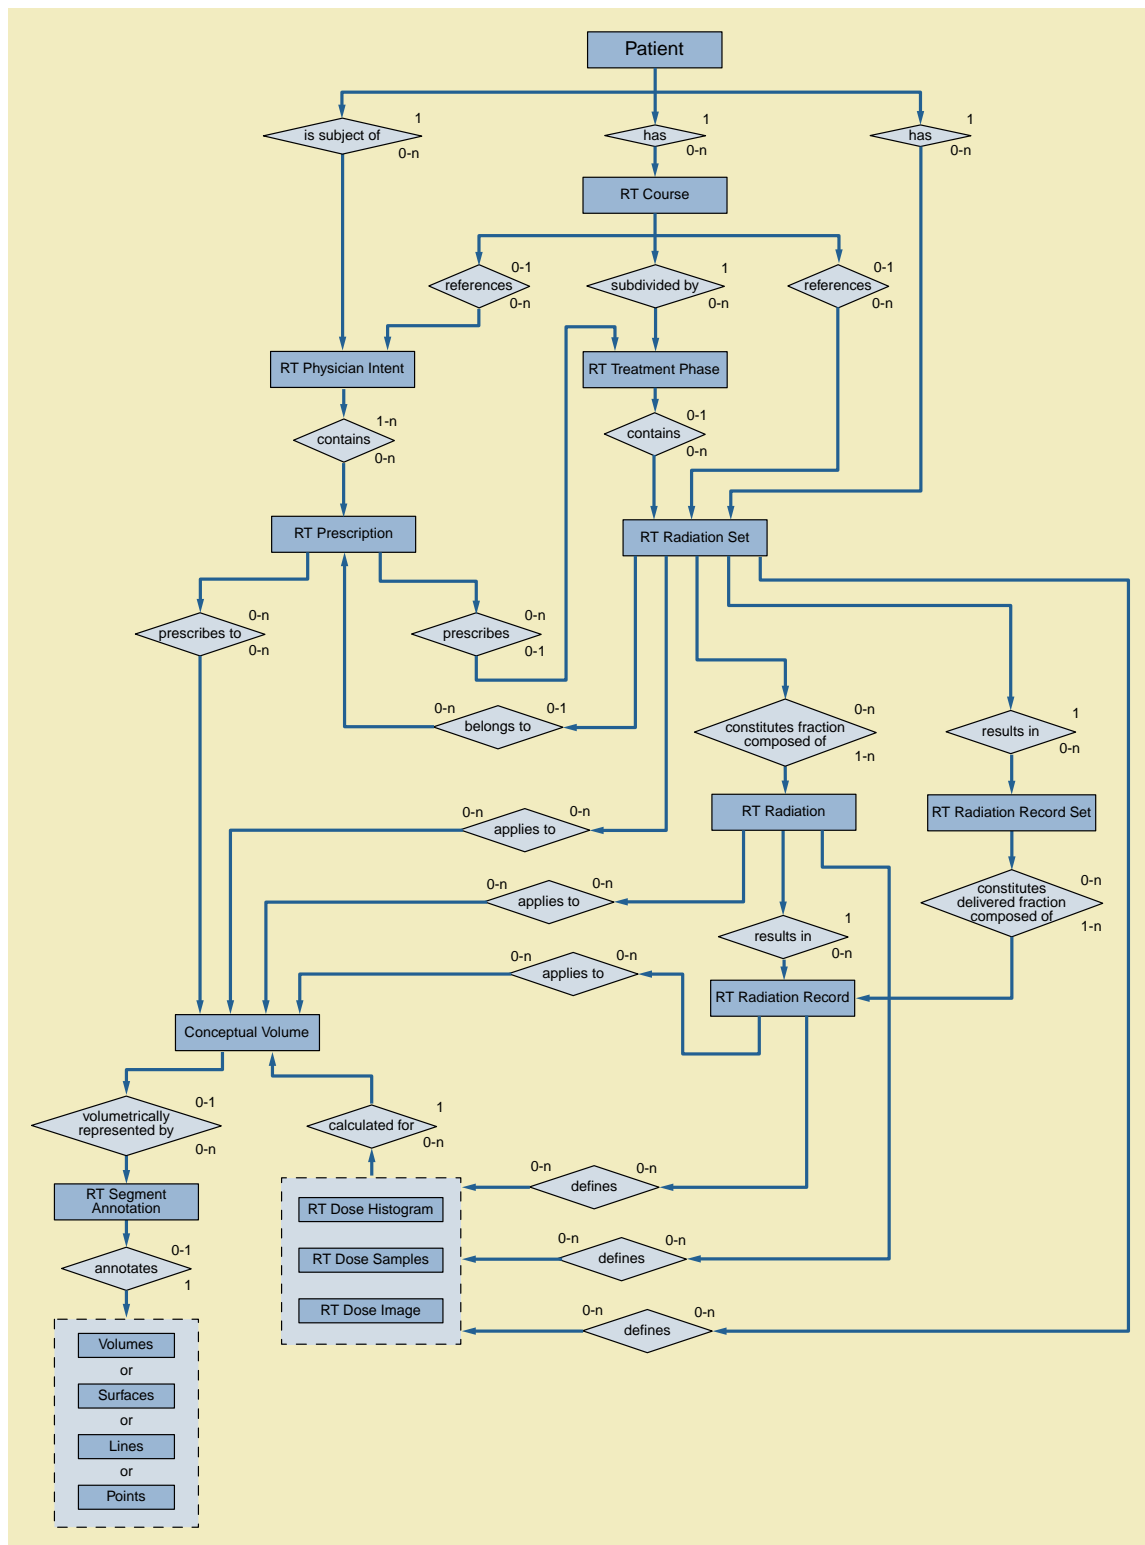 Patient
is subject of
1
0-n
has
1
0-n
has
1
0-n
RT Course
references
0-1
0-n
subdivided by
1
0-n
references
0-1
0-n
RT Physician Intent
RT Treatment Phase
contains
1-n
0-n
contains
0-1
0-n
RT Prescription
RT Radiation Set
prescribes to
0-n
0-n
prescribes
0-n
0-1
0-n
belongs to
0-1
constitutes fraction
composed of
0-n
1-n
results in
1
0-n
RT Radiation
RT Radiation Record Set
0-n
applies to
0-n
0-n
applies to
0-n
constitutes
delivered fraction
composed of
0-n
1-n
results in
1
0-n
0-n
applies to
0-n
RT Radiation Record
Conceptual Volume
volumetrically
represented by
0-1
0-n
calculated for
1
0-n
RT Segment
Annotation
0-n
defines
0-n
RT Dose Histogram
annotates
0-1
1
RT Dose Samples
0-n
defines
0-n
RT Dose Image
0-n
defines
0-n
Volumes
or
Surfaces
or
Lines
or
Points